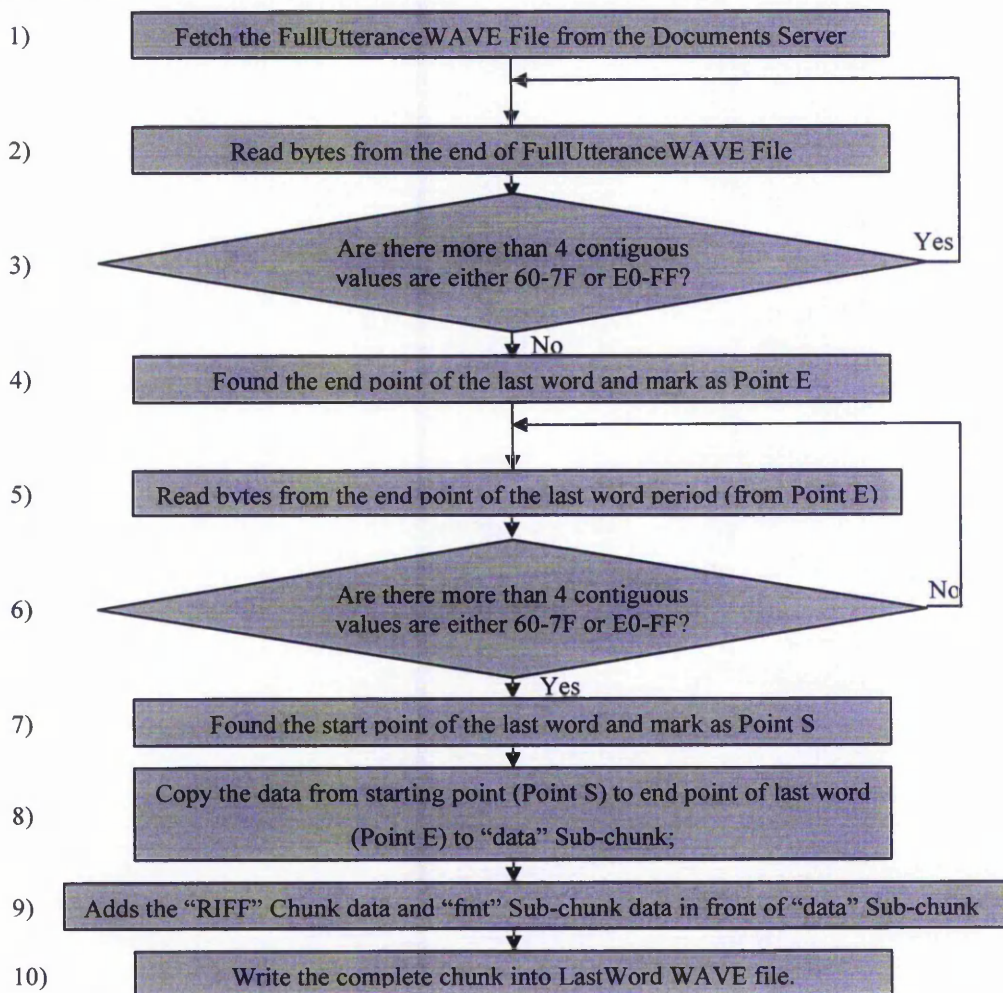 1) Fetch the FullUtteranceWAVE File from the Documents Server
2) Read bytes from the end of FullUtteranceWAVE File
3) Are there more than 4 contiguous
values are either 60-7F or E0-FF?
Yes
No
4) Found the end point of the last word and mark as Point E
5) Read bytes from the end point of the last word period (from Point E)
6) Are there more than 4 contiguous
values are either 60-7F or E0-FF?
No
Yes
7) Found the start point of the last word and mark as Point S
8) Copy the data from starting point (Point S) to end point of last word
(Point E) to “data” Sub-chunk;
9) Adds the “RIFF” Chunk data and “fmt” Sub-chunk data in front of “data” Sub-chunk
10) Write the complete chunk into LastWord WAVE file.